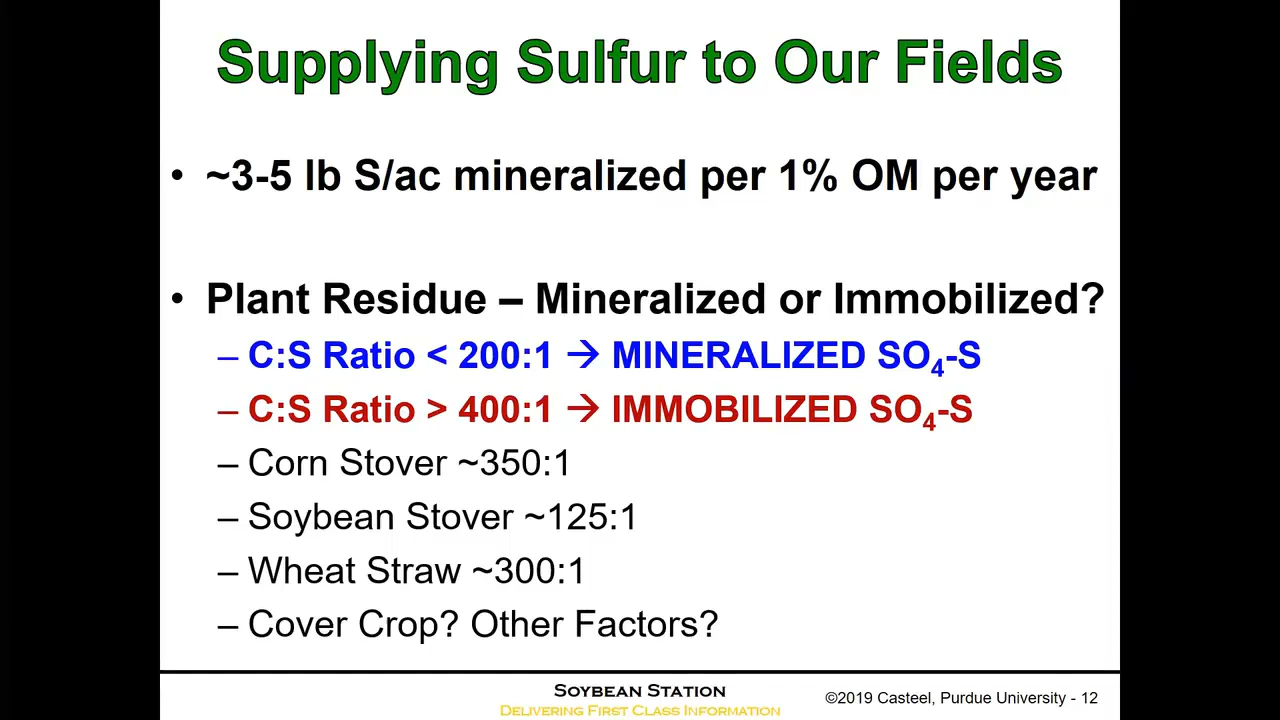 Supplying Sulfur to Our Fields
• ~3-5 lb S/ac mineralized per 1% OM per year
• Plant Residue – Mineralized or Immobilized?
– C:S Ratio < 200:1 → MINERALIZED SO₄-S
– C:S Ratio > 400:1 → IMMOBILIZED SO₄-S
– Corn Stover ~350:1
– Soybean Stover ~125:1
– Wheat Straw ~300:1
– Cover Crop? Other Factors?
SOYBEAN STATION
DELIVERING FIRST CLASS INFORMATION
©2019 Casteel, Purdue University - 12